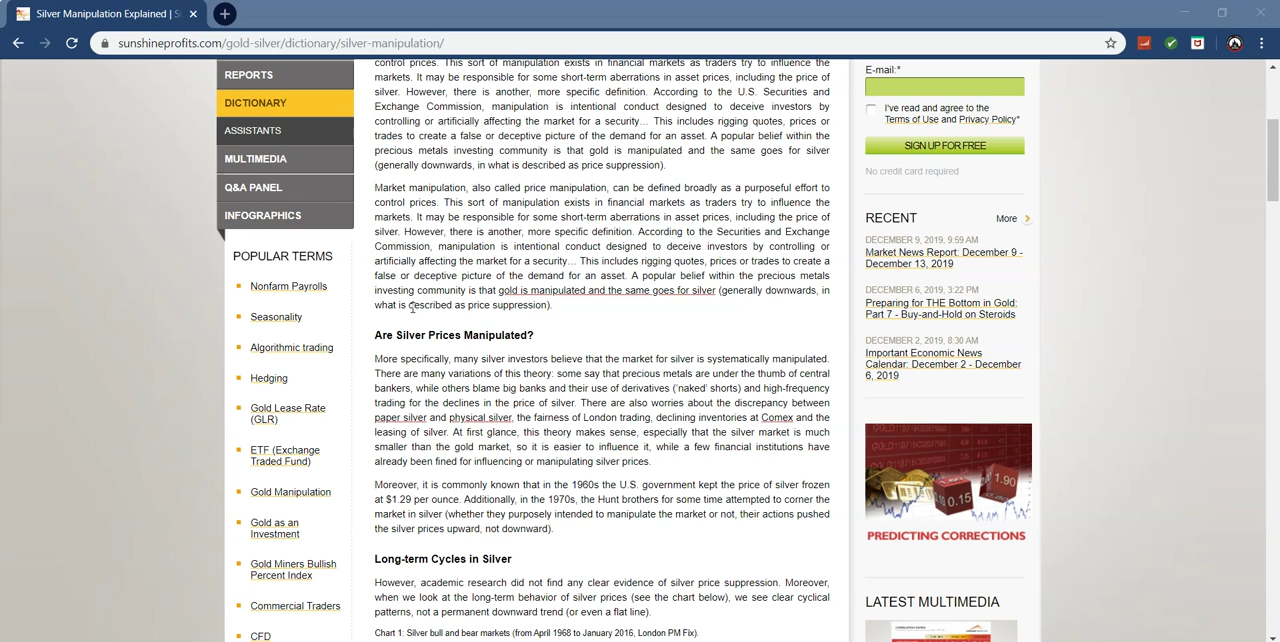 Silver Manipulation Explained | S
sunshineprofits.com/gold-silver/dictionary/silver-manipulation/
REPORTS
DICTIONARY
ASSISTANTS
MULTIMEDIA
Q&A PANEL
INFOGRAPHICS
POPULAR TERMS
Nonfarm Payrolls
Seasonality
Algorithmic trading
Hedging
Gold Lease Rate
(GLR)
ETF (Exchange
Traded Fund)
Gold Manipulation
Gold as an
Investment
Gold Miners Bullish
Percent Index
Commercial Traders
CFD
control prices. This sort of manipulation exists in financial markets as traders try to influence the
markets. It may be responsible for some short-term aberrations in asset prices, including the price of
silver. However, there is another, more specific definition. According to the U.S. Securities and
Exchange Commission, manipulation is intentional conduct designed to deceive investors by
controlling or artificially affecting the market for a security... This includes rigging quotes, prices or
trades to create a false or deceptive picture of the demand for an asset. A popular belief within the
precious metals investing community is that gold is manipulated and the same goes for silver
(generally downwards, in what is described as price suppression).
Market manipulation, also called price manipulation, can be defined broadly as a purposeful effort to
control prices. This sort of manipulation exists in financial markets as traders try to influence the
markets. It may be responsible for some short-term aberrations in asset prices, including the price of
silver. However, there is another, more specific definition. According to the Securities and Exchange
Commission, manipulation is intentional conduct designed to deceive investors by controlling or
artificially affecting the market for a security... This includes rigging quotes, prices or trades to create a
false or deceptive picture of the demand for an asset. A popular belief within the precious metals
investing community is that gold is manipulated and the same goes for silver (generally downwards, in
what is described as price suppression).
Are Silver Prices Manipulated?
More specifically, many silver investors believe that the market for silver is systematically manipulated.
There are many variations of this theory: some say that precious metals are under the thumb of central
bankers, while others blame big banks and their use of derivatives (‘naked’ shorts) and high-frequency
trading for the declines in the price of silver. There are also worries about the discrepancy between
paper silver and physical silver, the fairness of London trading, declining inventories at Comex and the
leasing of silver. At first glance, this theory makes sense, especially that the silver market is much
smaller than the gold market, so it is easier to influence it, while a few financial institutions have
already been fined for influencing or manipulating silver prices.
Moreover, it is commonly known that in the 1960s the U.S. government kept the price of silver frozen
at $1.29 per ounce. Additionally, in the 1970s, the Hunt brothers for some time attempted to corner the
market in silver (whether they purposely intended to manipulate the market or not, their actions pushed
the silver prices upward, not downward).
Long-term Cycles in Silver
However, academic research did not find any clear evidence of silver price suppression. Moreover,
when we look at the long-term behavior of silver prices (see the chart below), we see clear cyclical
patterns, not a permanent downward trend (or even a flat line).
Chart 1: Silver bull and bear markets (from April 1968 to January 2016, London PM Fix).
E-mail:*
I've read and agree to the
Terms of Use and Privacy Policy*
SIGN UP FOR FREE
No credit card required
RECENT
More
DECEMBER 9, 2019, 9:59 AM
Market News Report: December 9 -
December 13, 2019
DECEMBER 6, 2019, 3:22 PM
Preparing for THE Bottom in Gold:
Part 7 - Buy-and-Hold on Steroids
DECEMBER 2, 2019, 8:30 AM
Important Economic News
Calendar: December 2 - December
6, 2019
0.15
1.90
PREDICTING CORRECTIONS
LATEST MULTIMEDIA